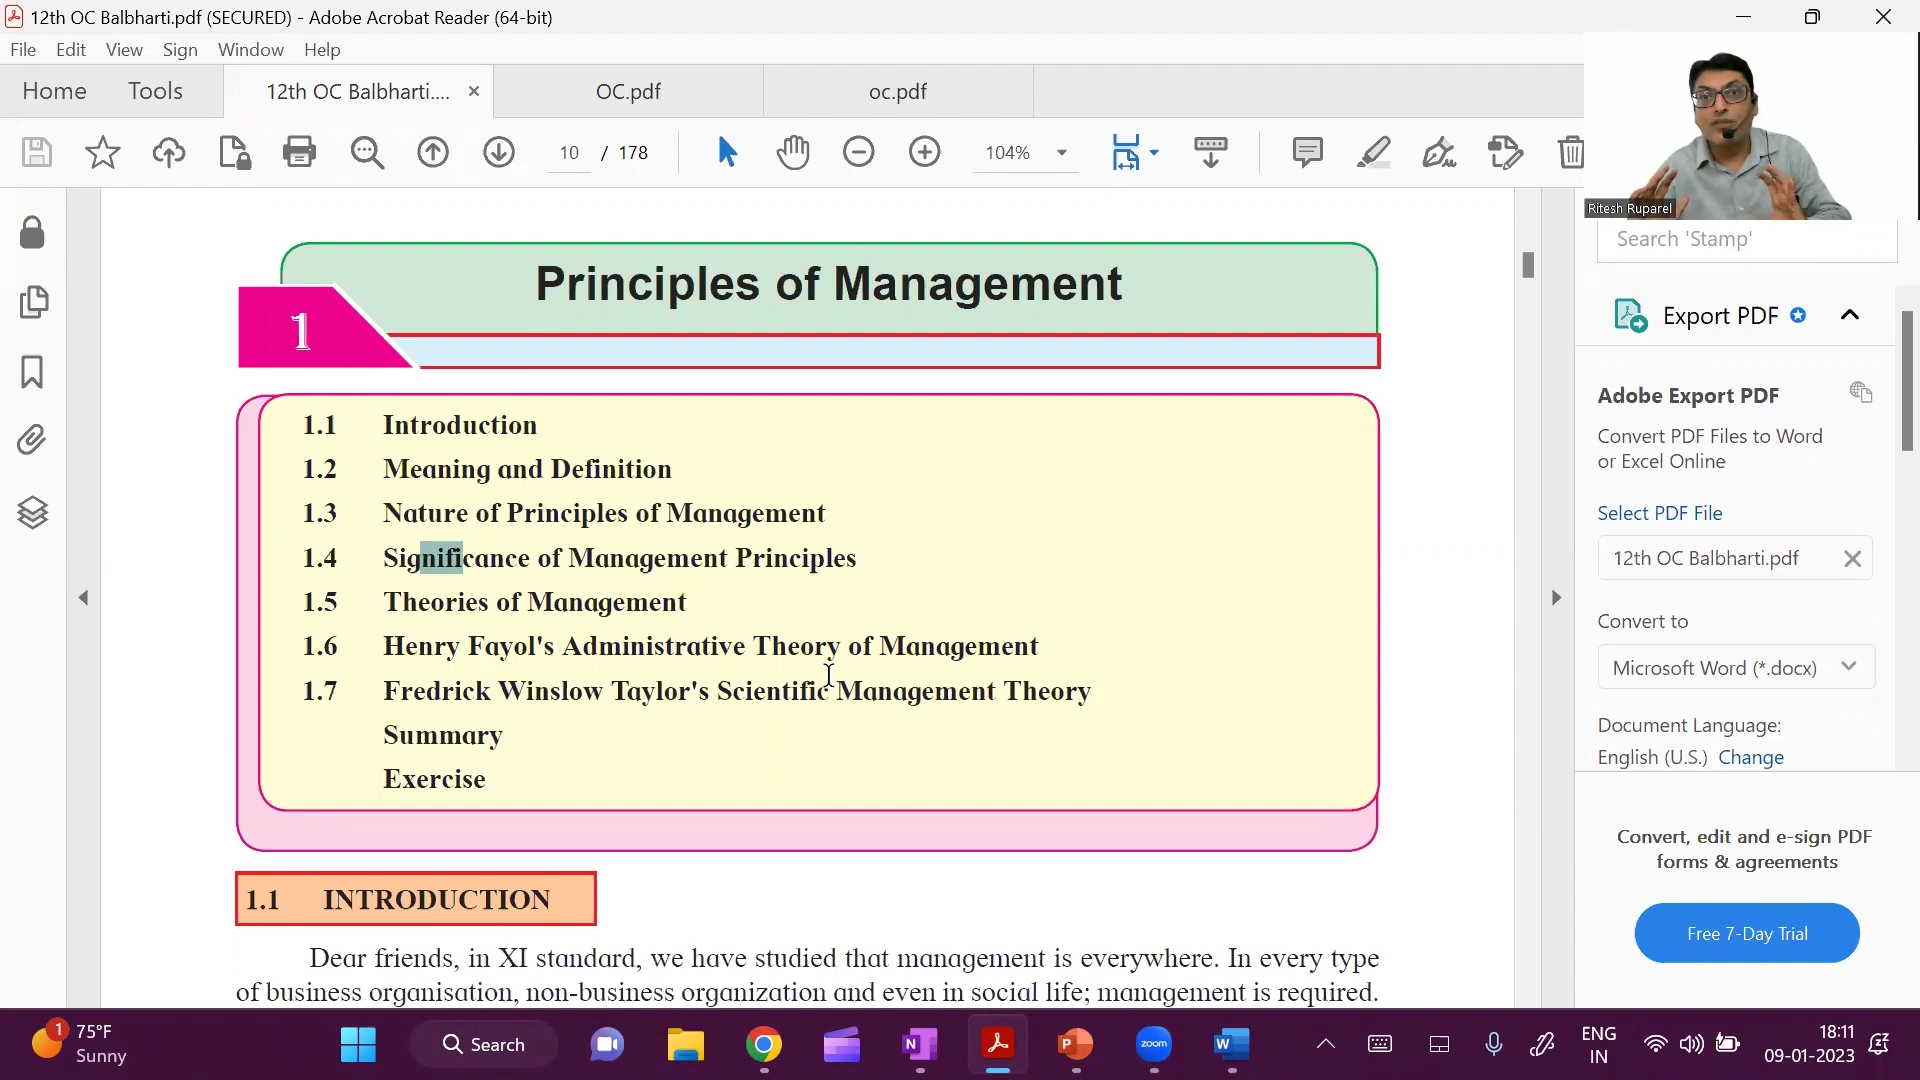 12th OC Balbharti.pdf (SECURED) - Adobe Acrobat Reader (64-bit)
File Edit View Sign Window Help
Home Tools 12th OC Balbharti.... OC.pdf oc.pdf
10 / 178 104%
Ritesh Ruparel
Search 'Stamp'
Principles of Management
1
Export PDF
Adobe Export PDF
Convert PDF Files to Word
or Excel Online
Select PDF File
12th OC Balbharti.pdf
Convert to
Microsoft Word (*.docx)
Document Language:
English (U.S.) Change
Convert, edit and e-sign PDF
forms & agreements
Free 7-Day Trial
1.1 Introduction
1.2 Meaning and Definition
1.3 Nature of Principles of Management
1.4 Significance of Management Principles
1.5 Theories of Management
1.6 Henry Fayol's Administrative Theory of Management
1.7 Fredrick Winslow Taylor's Scientific Management Theory
Summary
Exercise
1.1 INTRODUCTION
Dear friends, in XI standard, we have studied that management is everywhere. In every type
of business organisation, non-business organization and even in social life; management is required.
1
75°F
Sunny
Search
N
P
zoom
W
ENG
IN
18:11
09-01-2023